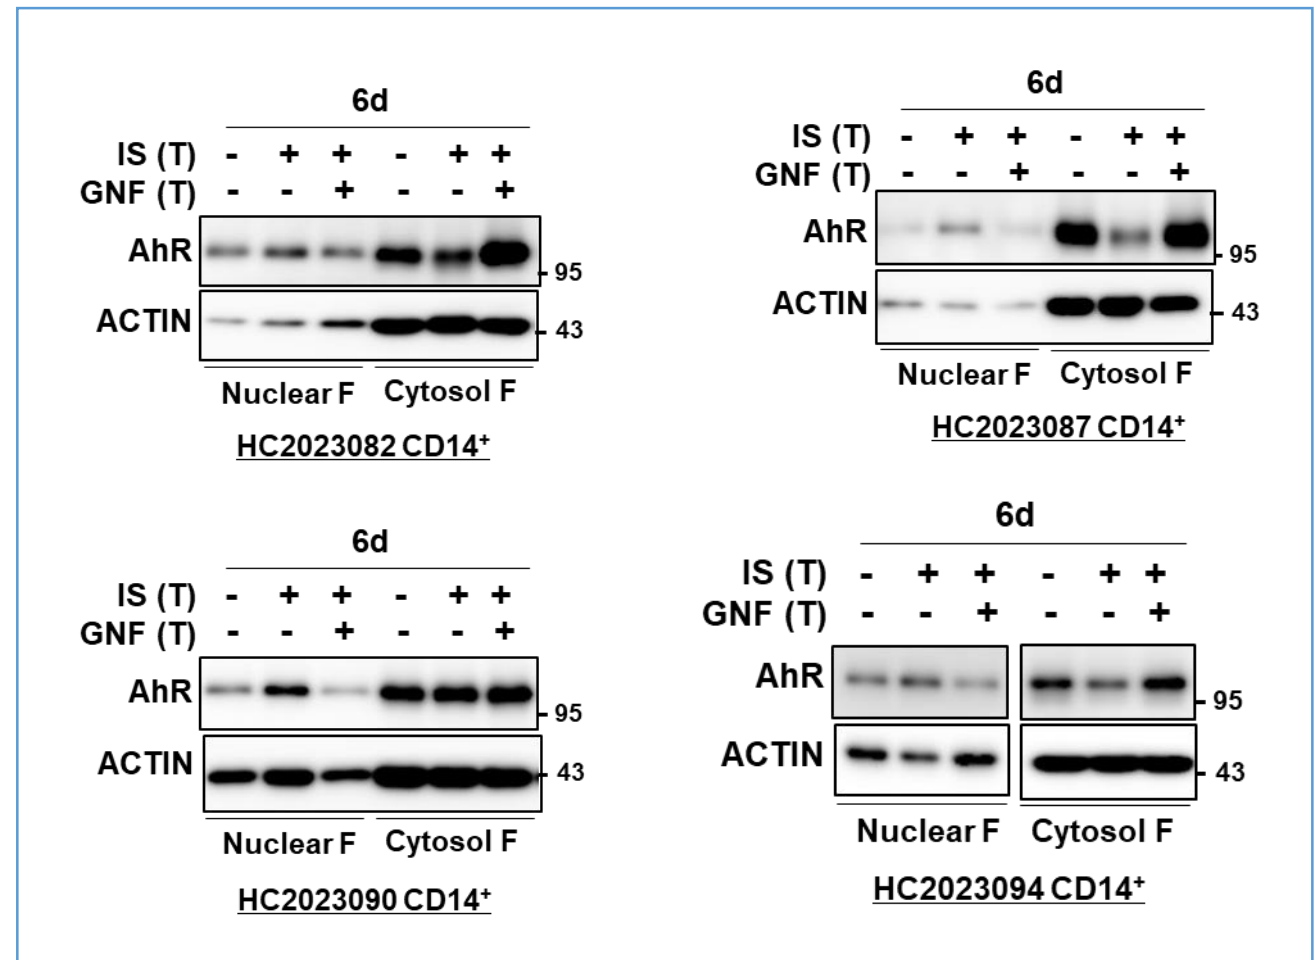 6d
IS (T) - + + - + +
GNF (T) - - + - - +
AhR
95
ACTIN
43
Nuclear F Cytosol F
HC2023082 CD14+
6d
IS (T) - + + - + +
GNF (T) - - + - - +
AhR
95
ACTIN
43
Nuclear F Cytosol F
HC2023087 CD14+
6d
IS (T) - + + - + +
GNF (T) - - + - - +
AhR
95
ACTIN
43
Nuclear F Cytosol F
HC2023090 CD14+
6d
IS (T) - + + - + +
GNF (T) - - + - - +
AhR
95
ACTIN
43
Nuclear F Cytosol F
HC2023094 CD14+